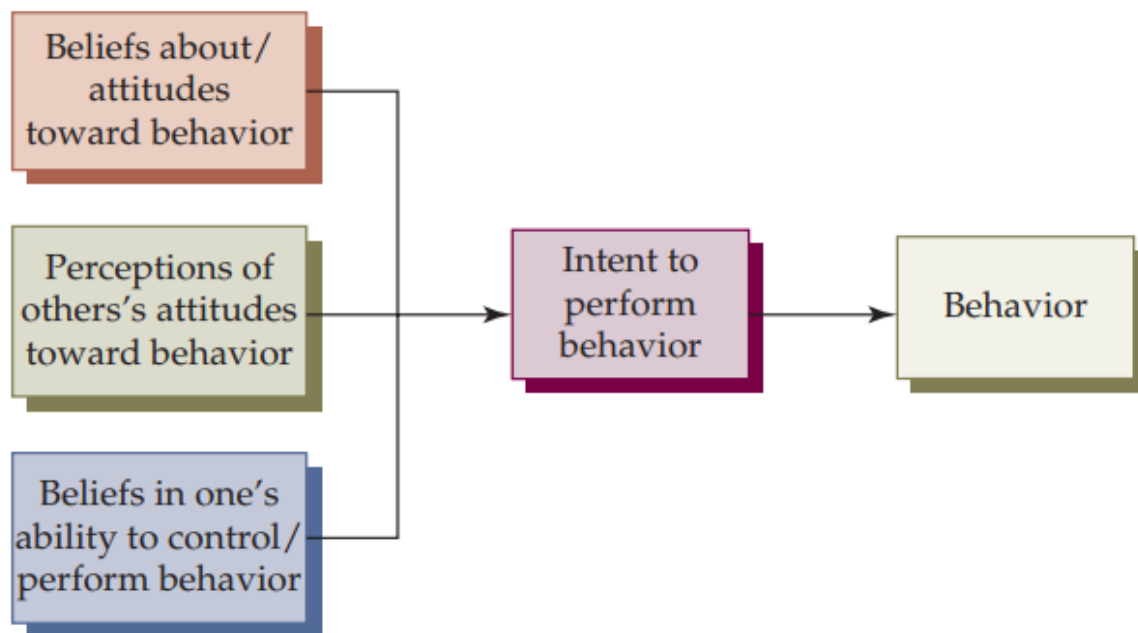 Beliefs about/
attitudes
toward behavior
Perceptions of
others's attitudes
toward behavior
Beliefs in one's
ability to control/
perform behavior
Intent to
perform
behavior
Behavior